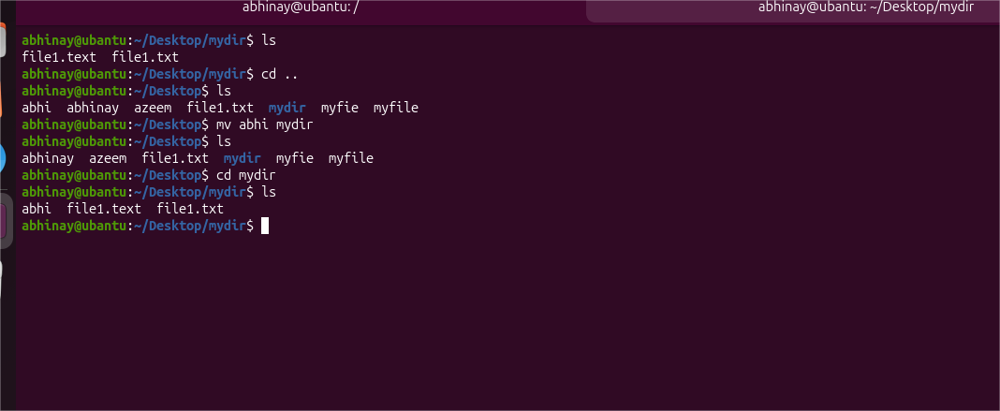 abhinay@ubantu: /
abhinay@ubantu: ~/Desktop/mydir
abhinay@ubantu:~/Desktop/mydir$ ls
file1.text  file1.txt
abhinay@ubantu:~/Desktop/mydir$ cd ..
abhinay@ubantu:~/Desktop$ ls
abhi  abhinay  azeem  file1.txt  mydir  myfie  myfile
abhinay@ubantu:~/Desktop$ mv abhi mydir
abhinay@ubantu:~/Desktop$ ls
abhinay  azeem  file1.txt  mydir  myfie  myfile
abhinay@ubantu:~/Desktop$ cd mydir
abhinay@ubantu:~/Desktop/mydir$ ls
abhi  file1.text  file1.txt
abhinay@ubantu:~/Desktop/mydir$